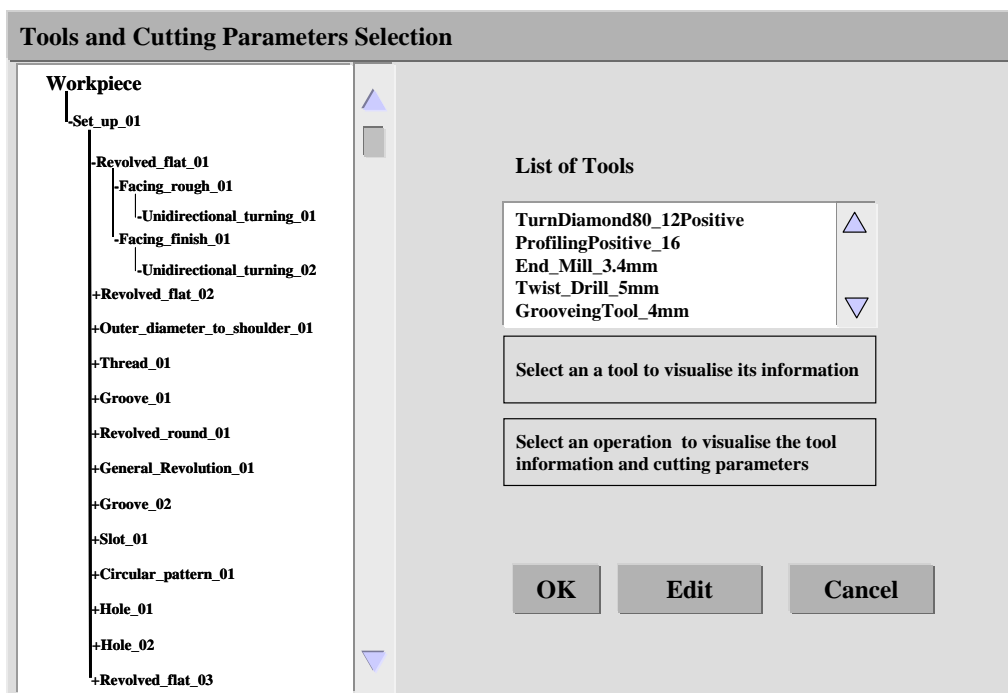 Tools and Cutting Parameters Selection
Workpiece
-Set_up_01
-Revolved_flat_01
-Facing_rough_01
-Unidirectional_turning_01
-Facing_finish_01
-Unidirectional_turning_02
+Revolved_flat_02
+Outer_diameter_to_shoulder_01
+Thread_01
+Groove_01
+Revolved_round_01
+General_Revolution_01
+Groove_02
+Slot_01
+Circular_pattern_01
+Hole_01
+Hole_02
+Revolved_flat_03
List of Tools
TurnDiamond80_12Positive
ProfilingPositive_16
End_Mill_3.4mm
Twist_Drill_5mm
GrooveingTool_4mm
Select an a tool to visualise its information
Select an operation to visualise the tool
information and cutting parameters
OK
Edit
Cancel